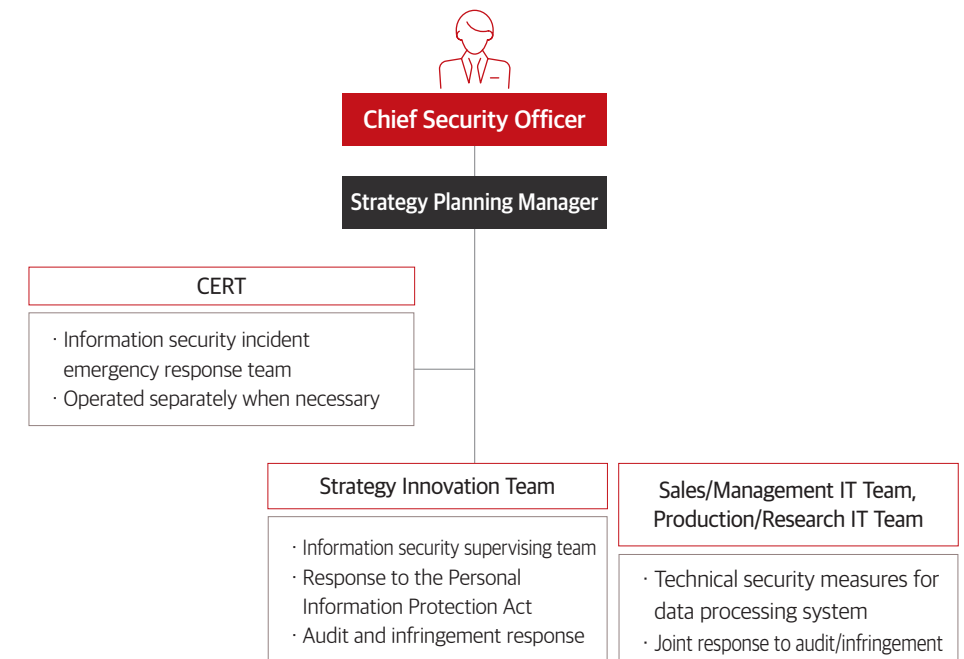 Chief Security Officer
Strategy Planning Manager
CERT
· Information security incident
emergency response team
· Operated separately when necessary
Strategy Innovation Team
· Information security supervising team
· Response to the Personal
Information Protection Act
· Audit and infringement response
Sales/Management IT Team,
Production/Research IT Team
· Technical security measures for
data processing system
· Joint response to audit/infringement